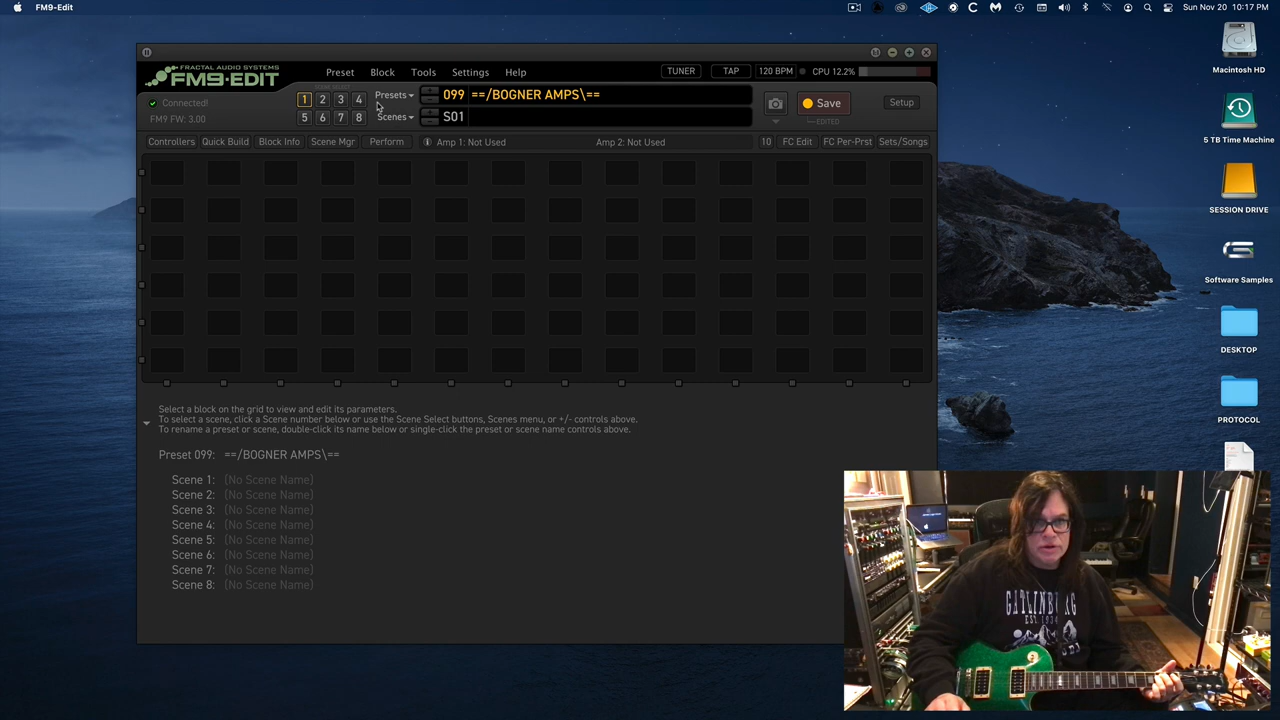 FM9-Edit
Sun Nov 20 10:17 PM
FRACTAL AUDIO SYSTEMS
FM9-EDIT
Preset Block Tools Settings Help
TUNER TAP 120 BPM CPU 12.2%
Connected!
FM9 FW: 3.00
SCENE SELECT
1 2 3 4
5 6 7 8
Presets
Scenes
099 ==/BOGNER AMPS\==
S01
Save
EDITED
Setup
Controllers Quick Build Block Info Scene Mgr Perform Amp 1: Not Used Amp 2: Not Used 10 FC Edit FC Per-Prst Sets/Songs
Select a block on the grid to view and edit its parameters.
To select a scene, click a Scene number below or use the Scene Select buttons, Scenes menu, or +/- controls above.
To rename a preset or scene, double-click its name below or single-click the preset or scene name controls above.
Preset 099: ==/BOGNER AMPS\==
Scene 1: (No Scene Name)
Scene 2: (No Scene Name)
Scene 3: (No Scene Name)
Scene 4: (No Scene Name)
Scene 5: (No Scene Name)
Scene 6: (No Scene Name)
Scene 7: (No Scene Name)
Scene 8: (No Scene Name)
Macintosh HD
5 TB Time Machine
SESSION DRIVE
Software Samples
DESKTOP
PROTOCOL